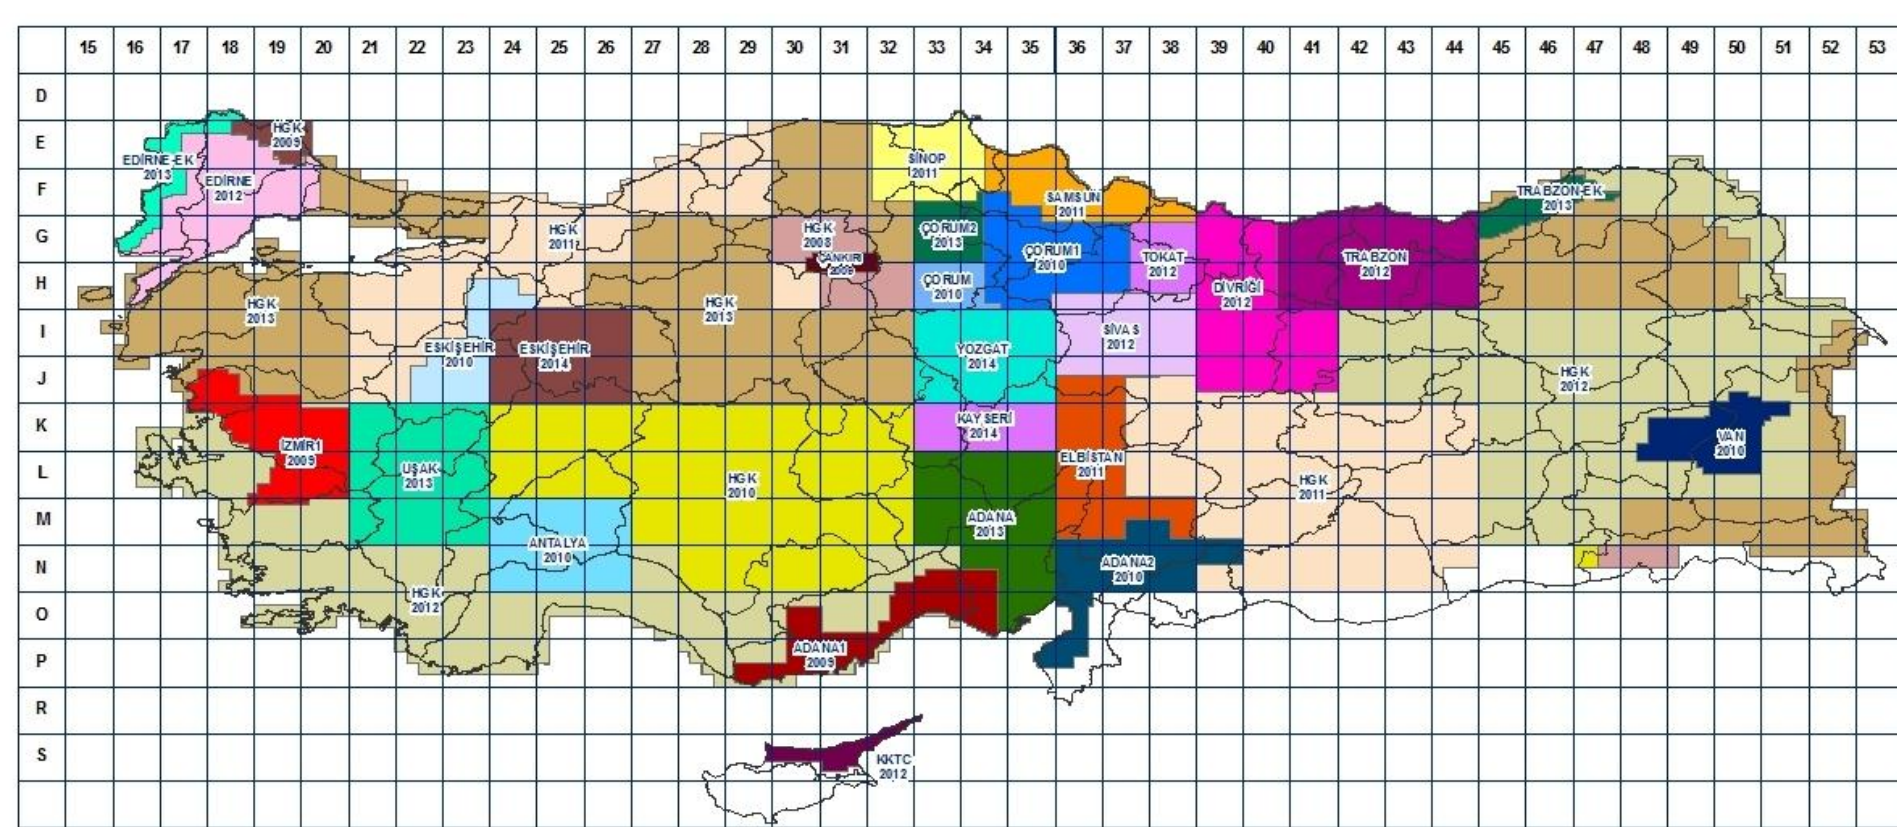 15 16 17 18 19 20 21 22 23 24 25 26 27 28 29 30 31 32 33 34 35 36 37 38 39 40 41 42 43 44 45 46 47 48 49 50 51 52 53
D
E
F
G
H
I
J
K
L
M
N
O
P
R
S
HGK
2009
EDİRNE-EK
2013
EDİRNE
2012
SİNOP
2011
SAMSUN
2011
TRABZON-EK
2013
HGK
2011
HGK
2008
ÇANKIRI
2009
ÇORUM2
2013
ÇORUM1
2010
TOKAT
2012
TRABZON
2012
ÇORUM
2010
DİVRİĞİ
2012
HGK
2013
HGK
2013
SİVAS
2012
ESKİŞEHİR
2010
ESKİŞEHİR
2014
YOZGAT
2014
HGK
2012
KAYSERİ
2014
İZMİR1
2009
VAN
2010
UŞAK
2013
ELBİSTAN
2011
HGK
2010
HGK
2011
ADANA
2013
ANTALYA
2010
ADANA2
2010
HGK
2012
ADANA1
2009
KKTC
2012